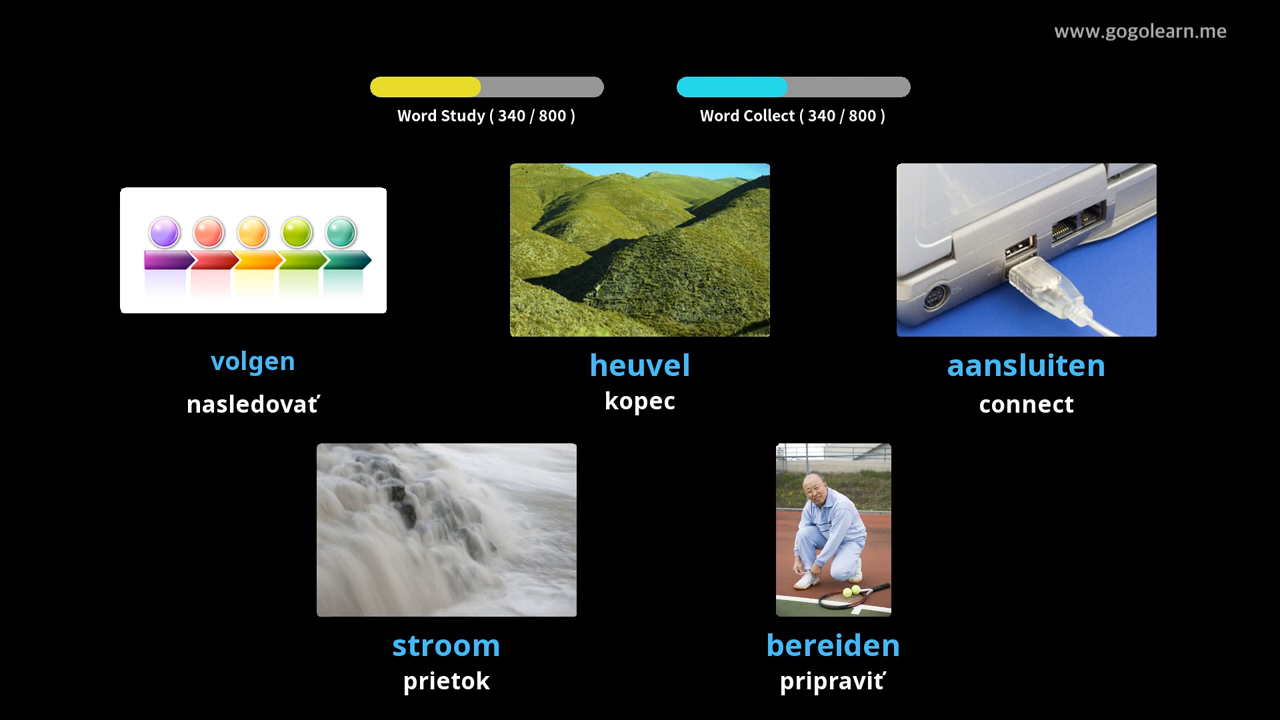 www.gogolearn.me
Word Study ( 340 / 800 )
Word Collect ( 340 / 800 )
volgen
nasledovať
heuvel
kopec
aansluiten
connect
stroom
prietok
bereiden
pripraviť